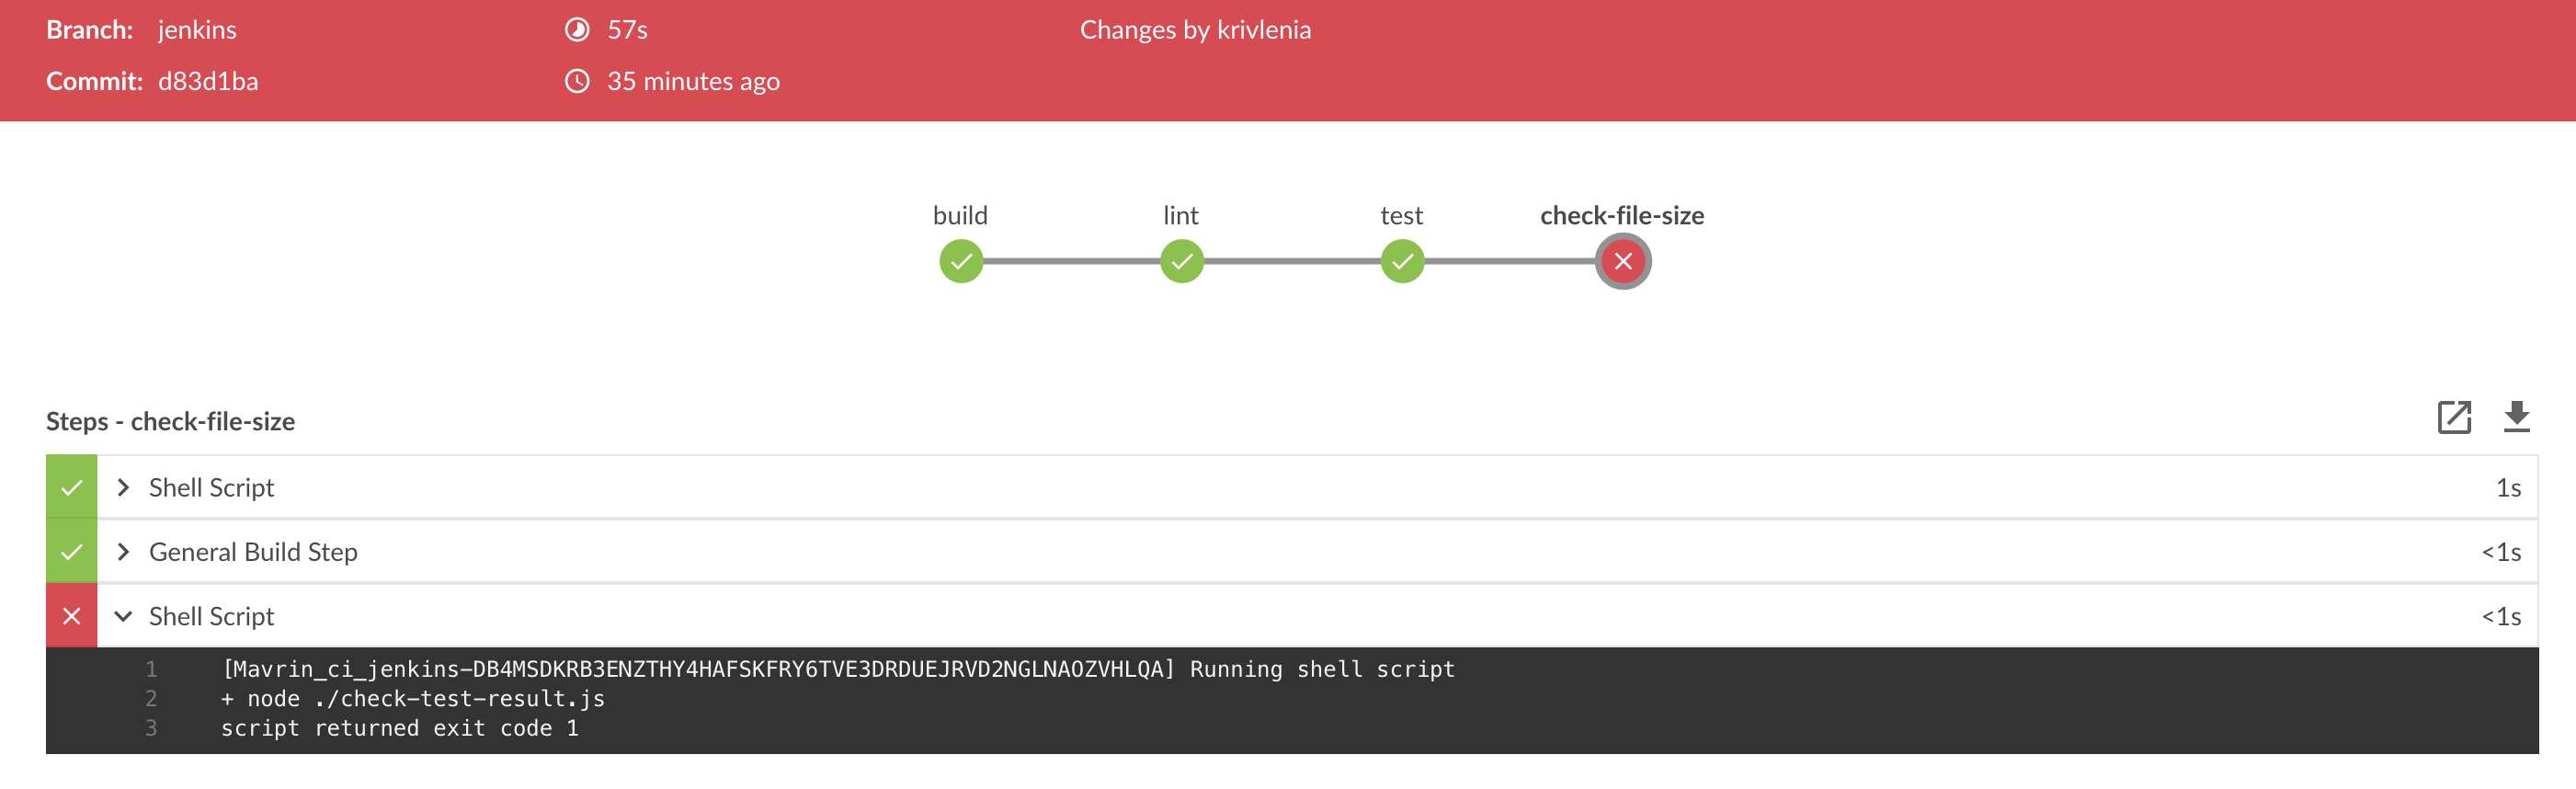 Branch: jenkins 57s Changes by krivlenia
Commit: d83d1ba 35 minutes ago
build lint test check-file-size
Steps - check-file-size
Shell Script 1s
General Build Step <1s
Shell Script <1s
1 [Mavrin_ci_jenkins-DB4MSDKRB3ENZTHY4HAFSKFRY6TVE3DRDUEJRVD2NGLNAOZVHLQA] Running shell script
2 + node ./check-test-result.js
3 script returned exit code 1